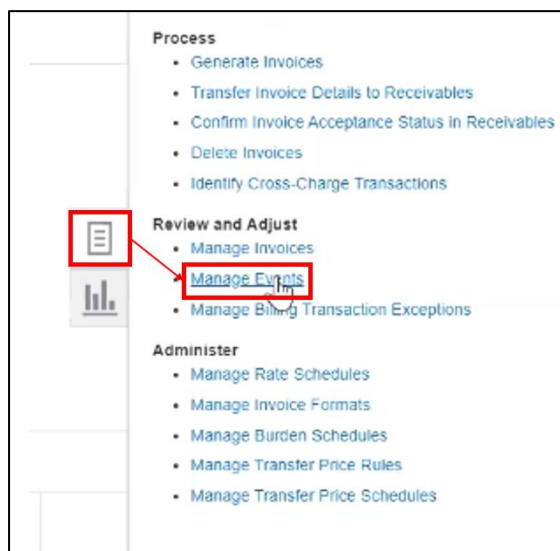 Process
• Generate Invoices
• Transfer Invoice Details to Receivables
• Confirm Invoice Acceptance Status in Receivables
• Delete Invoices
• Identify Cross-Charge Transactions
Review and Adjust
• Manage Invoices
• Manage Events
• Manage Billing Transaction Exceptions
Administer
• Manage Rate Schedules
• Manage Invoice Formats
• Manage Burden Schedules
• Manage Transfer Price Rules
• Manage Transfer Price Schedules